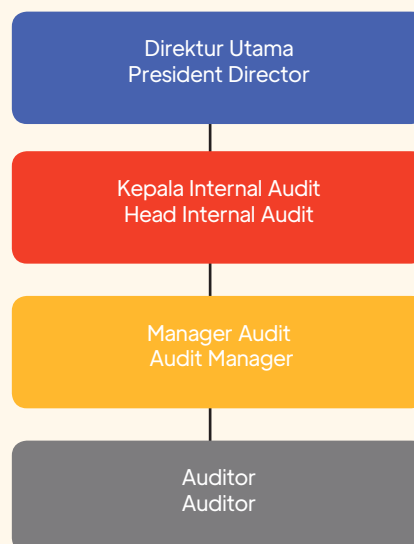 Direktur Utama
President Director
Kepala Internal Audit
Head Internal Audit
Manager Audit
Audit Manager
Auditor
Auditor